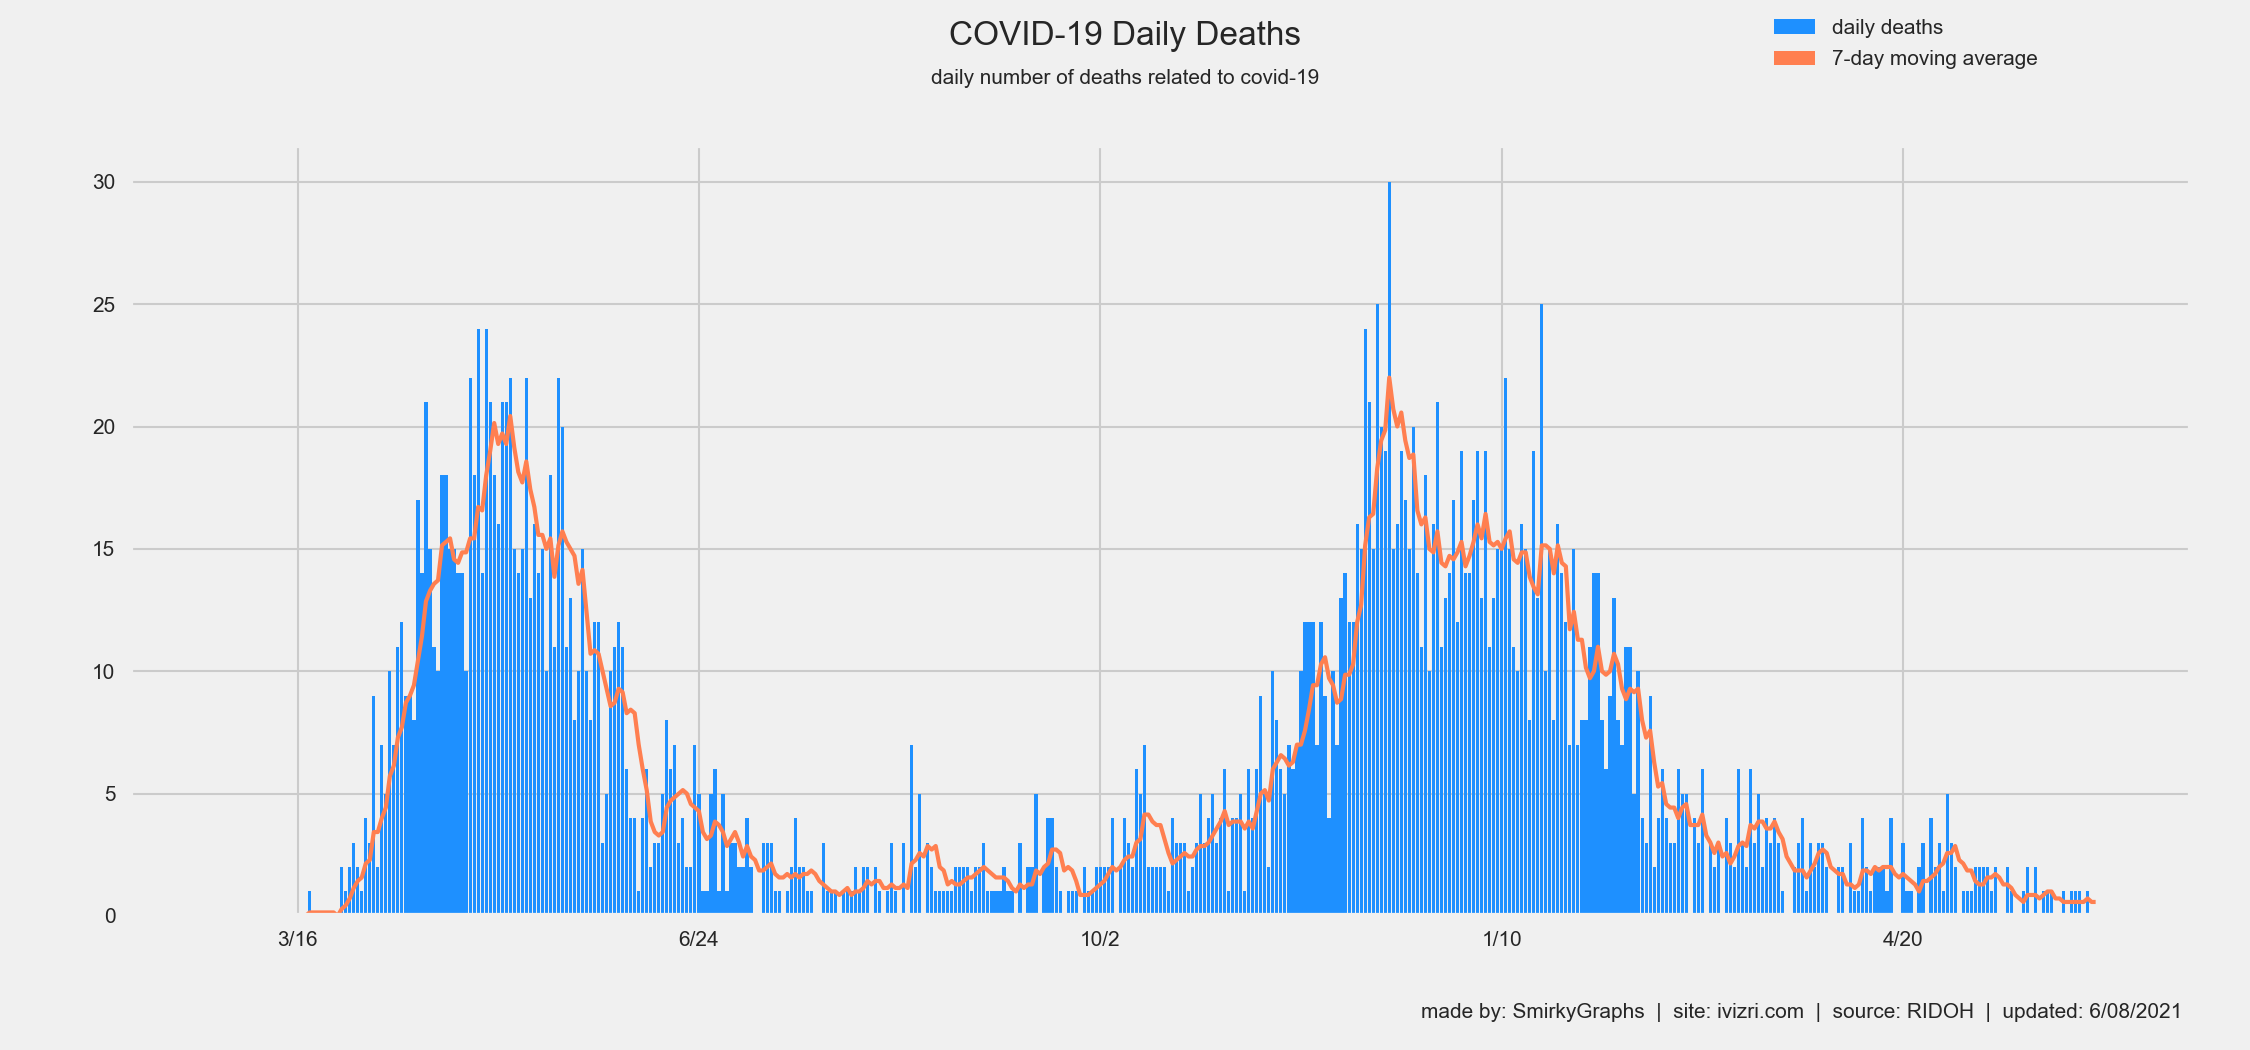 COVID-19 Daily Deaths
daily number of deaths related to covid-19
daily deaths
7-day moving average
30
25
20
15
10
5
0
3/16 6/24 10/2 1/10 4/20
made by: SmirkyGraphs | site: ivizri.com | source: RIDOH | updated: 6/08/2021